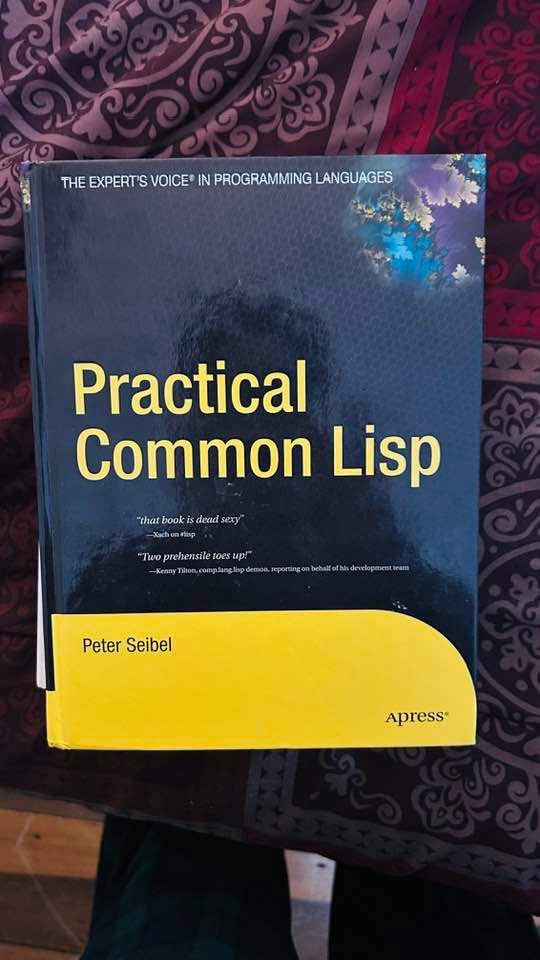 THE EXPERT'S VOICE® IN PROGRAMMING LANGUAGES
Practical
Common Lisp
"that book is dead sexy"
—Xach on #lisp
"Two prehensile toes up!"
—Kenny Tilton, comp.lang.lisp demon, reporting on behalf of his development team
Peter Seibel
Apress®